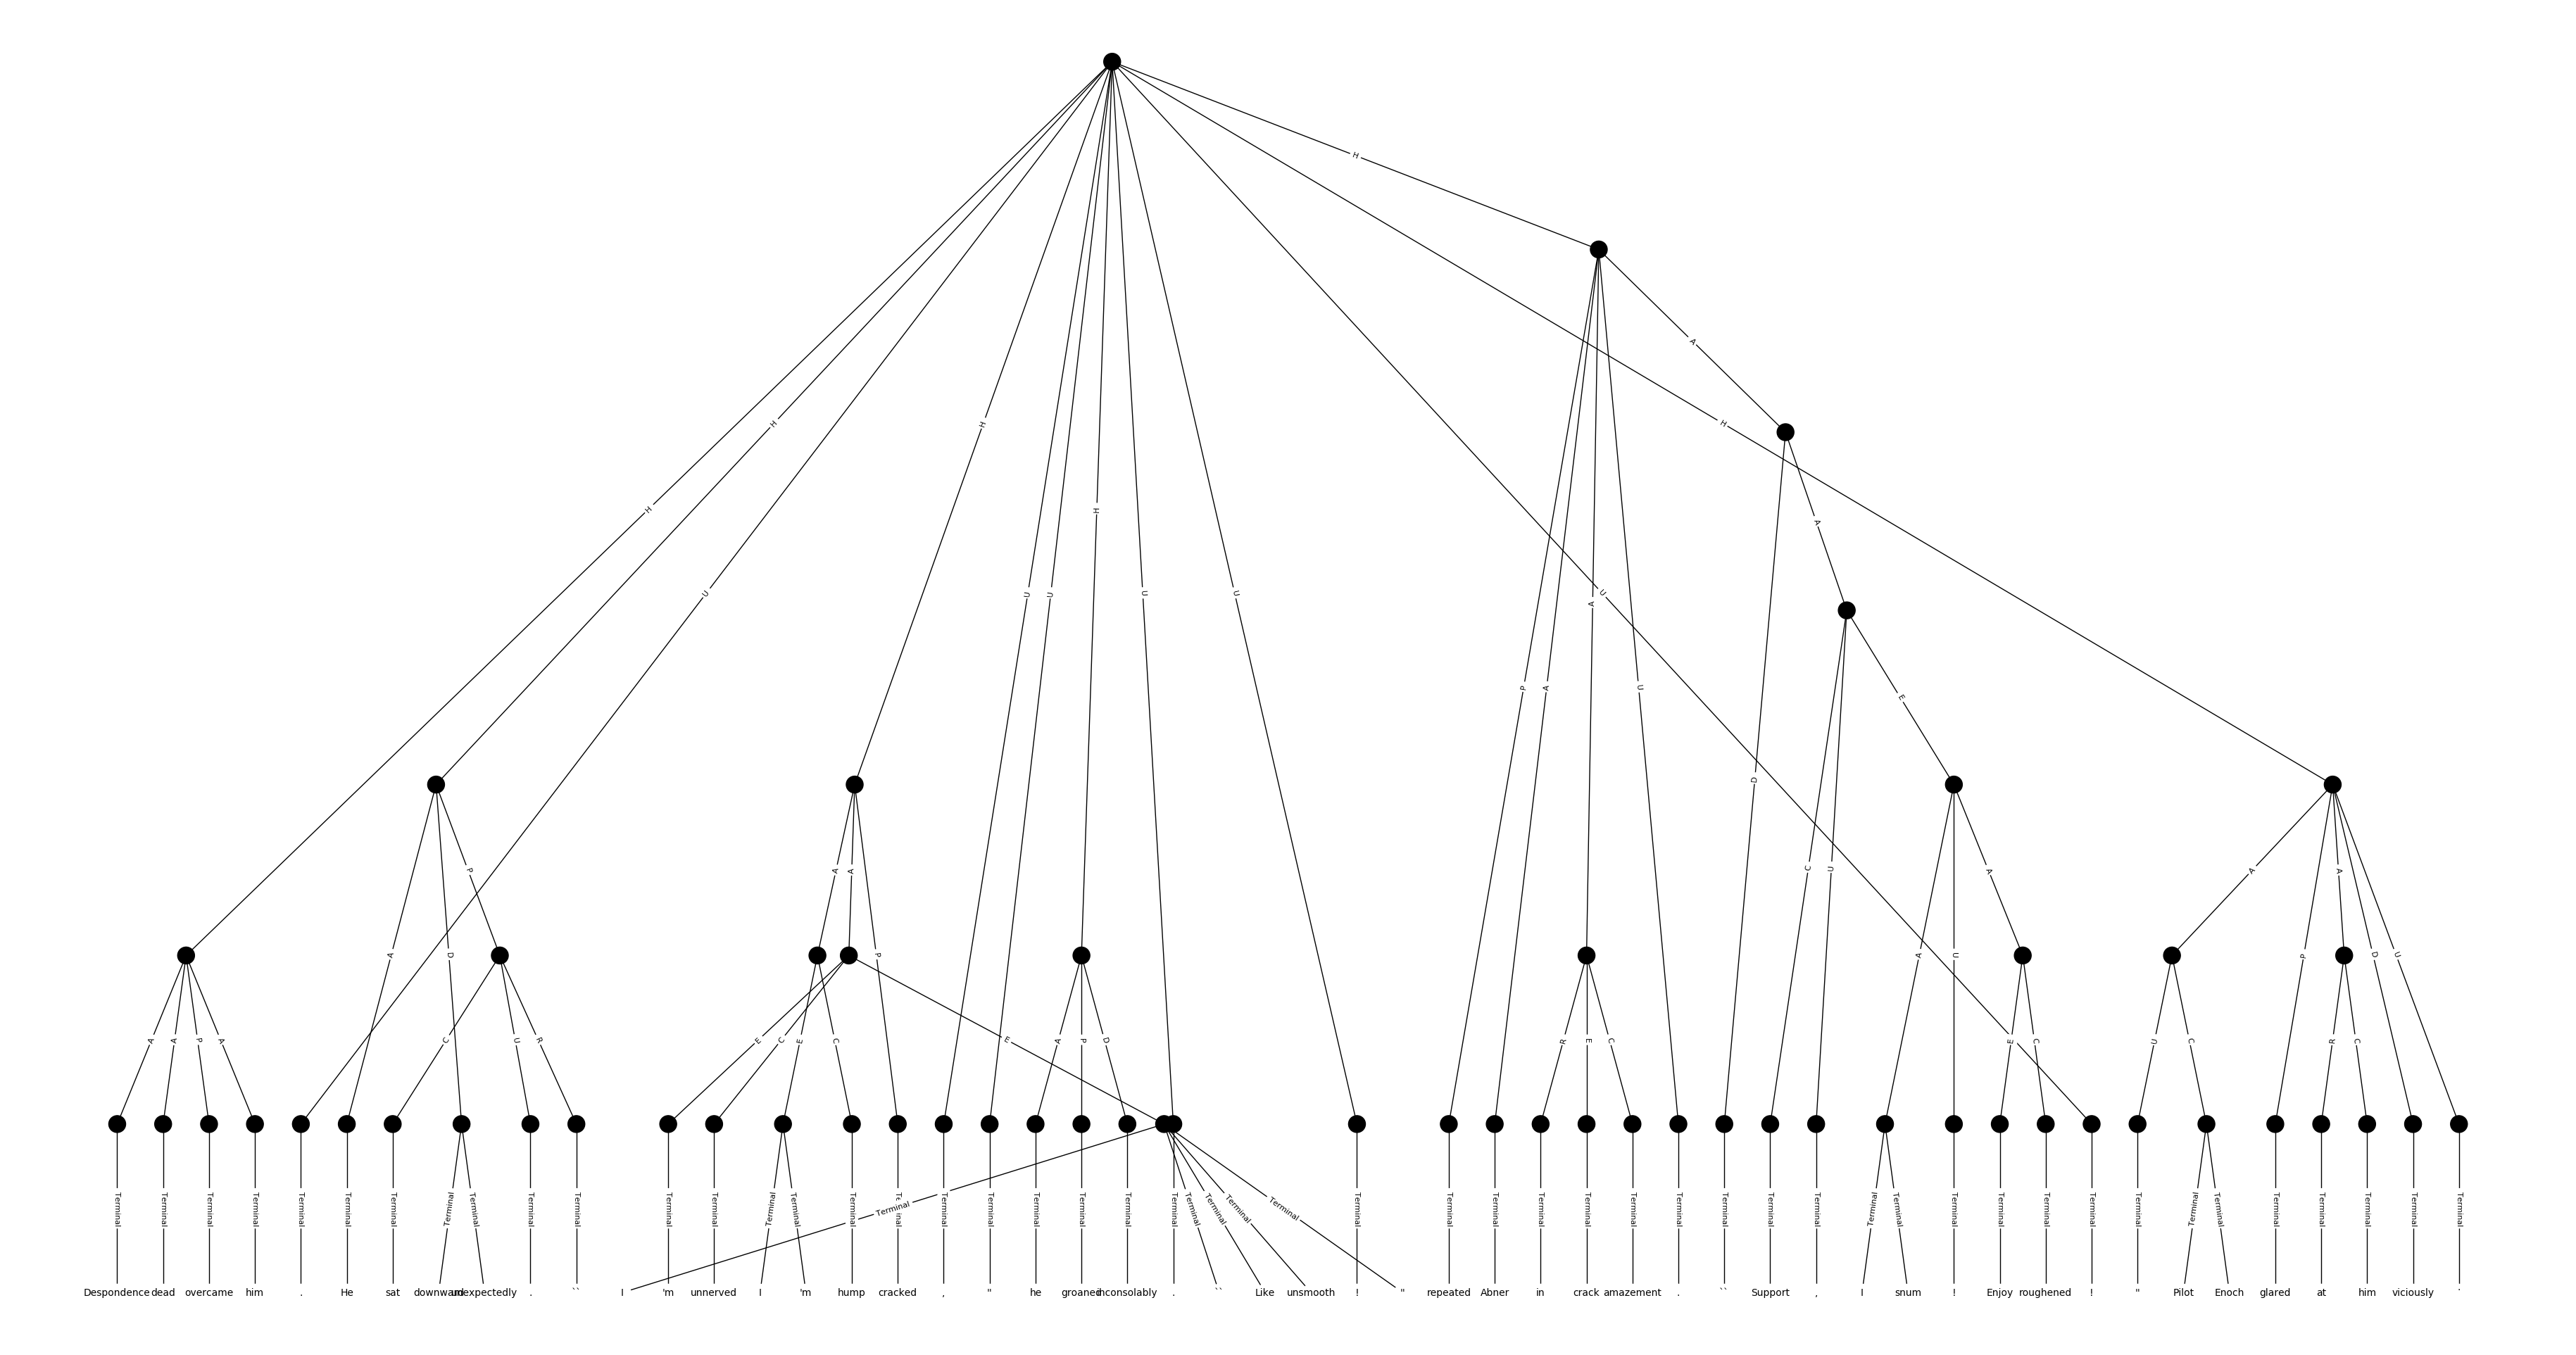 H
H
A
H
H
H
A
H
U
U
U
U
U
U
A
E
P
A
U
D
P
A
A
C
U
A
A
D
P
A
U
A
P
A
D
U
A
A
P
A
C
U
R
E
C
E
C
E
A
P
D
R
E
C
E
C
U
C
R
C
Terminal Terminal Terminal Terminal Terminal Terminal Terminal Terminal Terminal Terminal Terminal Terminal Terminal Terminal Terminal Terminal Terminal Terminal Terminal Terminal Terminal Terminal Terminal Terminal Terminal Terminal Terminal Terminal Terminal Terminal Terminal Terminal Terminal Terminal Terminal Terminal Terminal Terminal Terminal Terminal Terminal Terminal Terminal Terminal Terminal Terminal Terminal Terminal Terminal Terminal Terminal Terminal
Despondence dead overcame him . He sat downward unexpectedly . `` I 'm unnerved I 'm hump cracked , " he groaned inconsolably . `` Like unsmooth ! " repeated Abner in crack amazement . `` Support , I snum ! Enjoy roughened ! " Pilot Enoch glared at him viciously